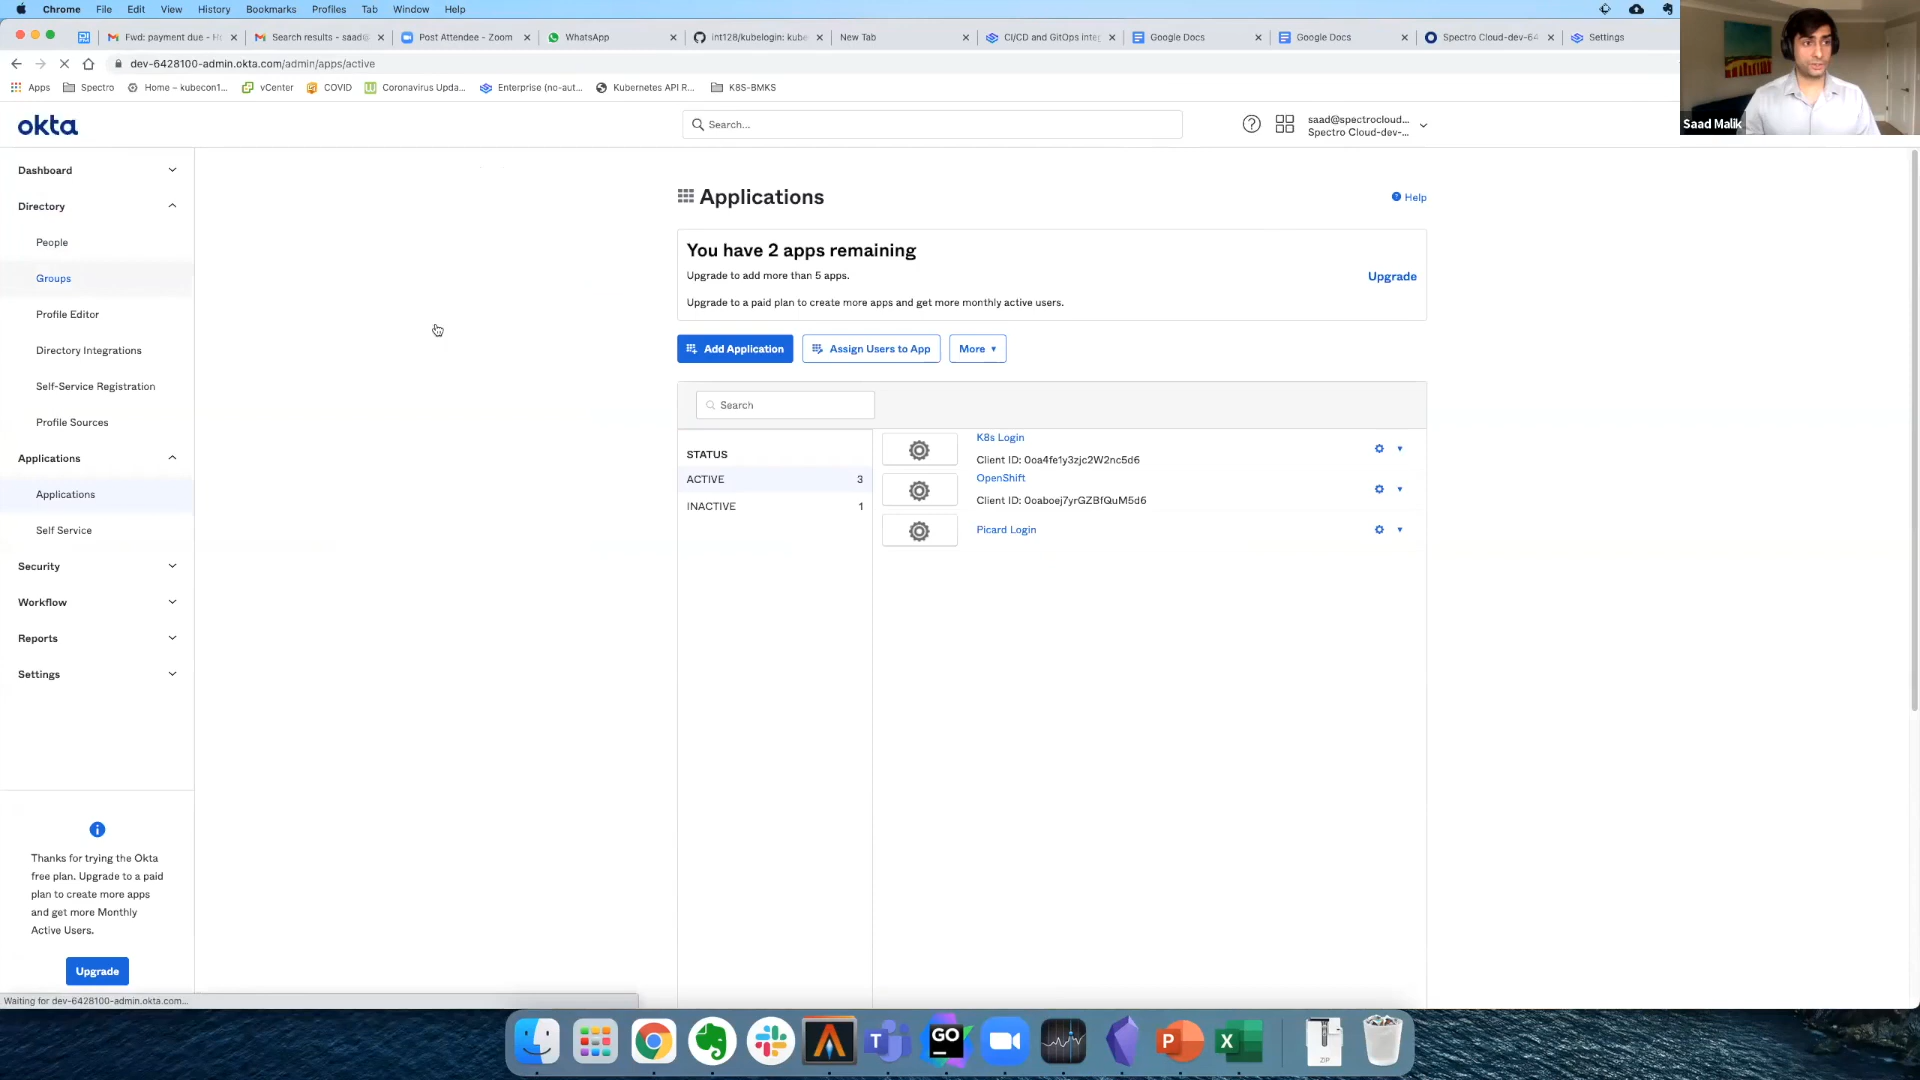 Chrome File Edit View History Bookmarks Profiles Tab Window Help
Fwd: payment due - H
Search results - saad@
Post Attendee - Zoom
WhatsApp
int128/kubelogin: kube
New Tab
CI/CD and GitOps inte
Google Docs
Google Docs
Spectro Cloud-dev-64
Settings
dev-6428100-admin.okta.com/admin/apps/active
Apps
Spectro
Home – kubecon1...
vCenter
COVID
Coronavirus Upda...
Enterprise (no-aut...
Kubernetes API R...
K8S-BMKS
Saad Malik
okta
Search...
saad@spectrocloud...
Spectro Cloud-dev-...
Dashboard
Directory
People
Groups
Profile Editor
Directory Integrations
Self-Service Registration
Profile Sources
Applications
Applications
Self Service
Security
Workflow
Reports
Settings
Thanks for trying the Okta
free plan. Upgrade to a paid
plan to create more apps
and get more Monthly
Active Users.
Upgrade
Waiting for dev-6428100-admin.okta.com...
Applications
Help
You have 2 apps remaining
Upgrade to add more than 5 apps.
Upgrade
Upgrade to a paid plan to create more apps and get more monthly active users.
Add Application
Assign Users to App
More
Search
STATUS
ACTIVE 3
INACTIVE 1
K8s Login
Client ID: 0oa4fe1y3zjc2W2nc5d6
OpenShift
Client ID: 0oaboej7yrGZBfQuM5d6
Picard Login
T
GO
P
X
ZIP